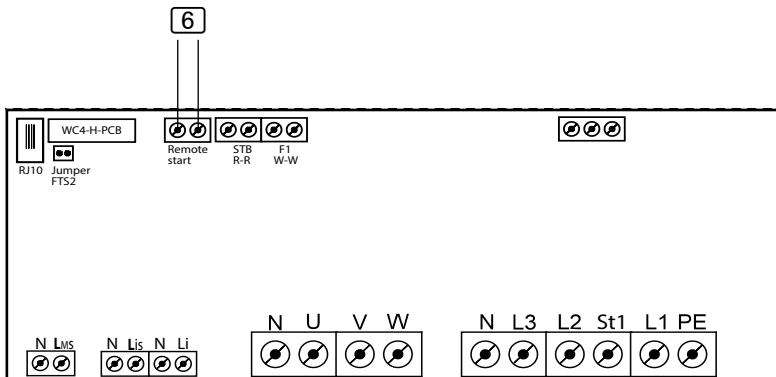 6
WC4-H-PCB
RJ10
Jumper
FTS2
Remote
start
STB
R-R
F1
W-W
N LMS
N LiS N Li
N U V W
N L3 L2 St1 L1 PE